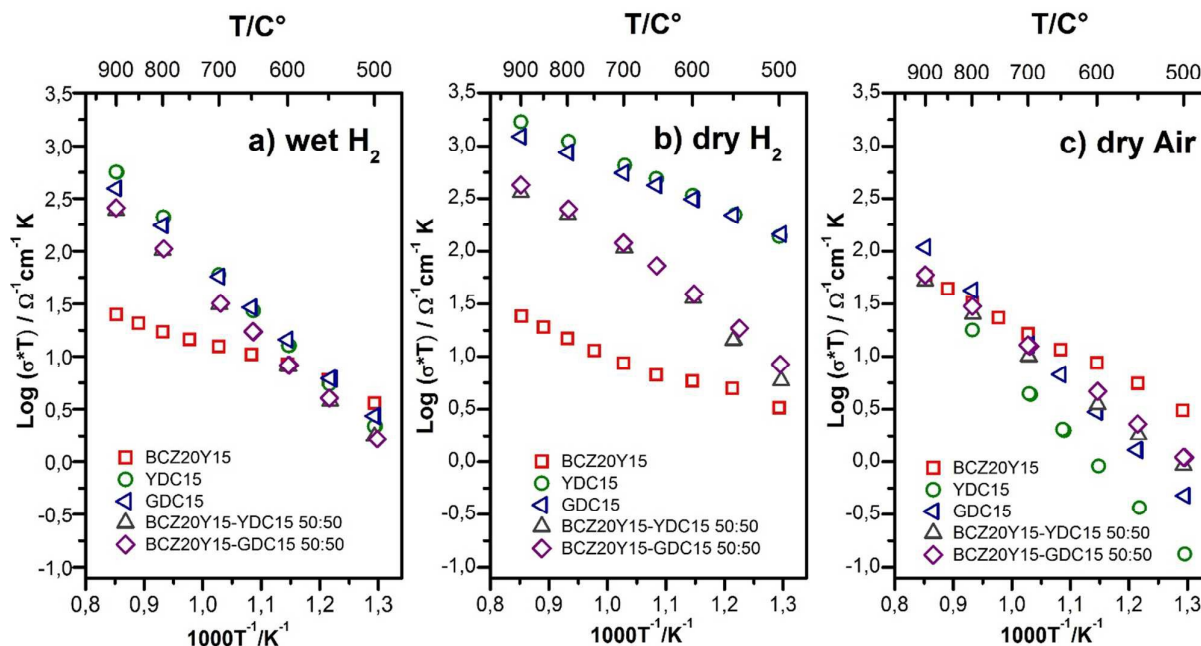 T/C°
900 800 700 600 500
3,5
3,0
2,5
2,0
1,5
1,0
0,5
0,0
-0,5
-1,0
Log (σ*T) / Ω⁻¹cm⁻¹ K
a) wet H₂
BCZ20Y15
YDC15
GDC15
BCZ20Y15-YDC15 50:50
BCZ20Y15-GDC15 50:50
0,8 0,9 1,0 1,1 1,2 1,3
1000T⁻¹/K⁻¹
T/C°
900 800 700 600 500
3,5
3,0
2,5
2,0
1,5
1,0
0,5
0,0
-0,5
-1,0
Log (σ*T) / Ω⁻¹cm⁻¹ K
b) dry H₂
BCZ20Y15
YDC15
GDC15
BCZ20Y15-YDC15 50:50
BCZ20Y15-GDC15 50:50
0,8 0,9 1,0 1,1 1,2 1,3
1000T⁻¹/K⁻¹
T/C°
900 800 700 600 500
3,5
3,0
2,5
2,0
1,5
1,0
0,5
0,0
-0,5
-1,0
Log (σ*T) / Ω⁻¹cm⁻¹ K
c) dry Air
BCZ20Y15
YDC15
GDC15
BCZ20Y15-YDC15 50:50
BCZ20Y15-GDC15 50:50
0,8 0,9 1,0 1,1 1,2 1,3
1000T⁻¹/K⁻¹